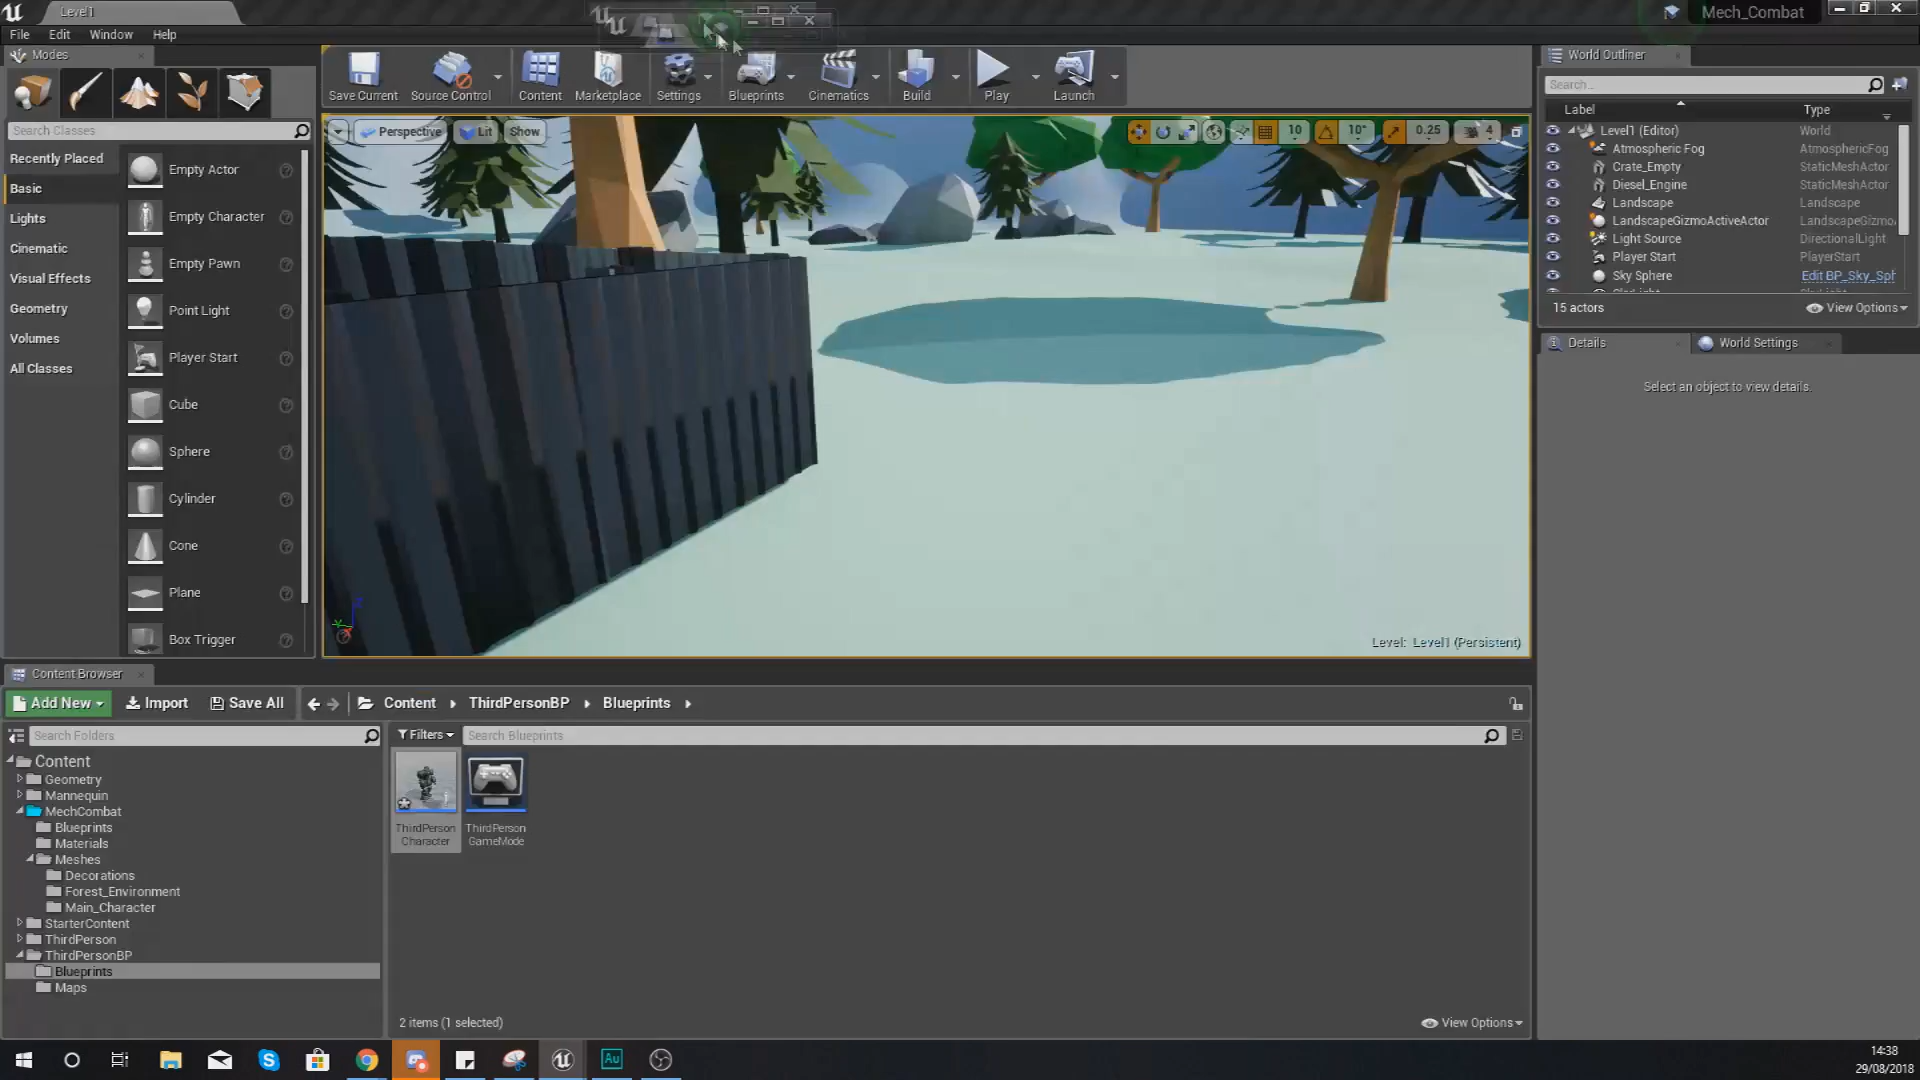 Level1
Mech_Combat
File Edit Window Help
Modes
Search Classes
Recently Placed
Basic
Lights
Cinematic
Visual Effects
Geometry
Volumes
All Classes
Empty Actor
Empty Character
Empty Pawn
Point Light
Player Start
Cube
Sphere
Cylinder
Cone
Plane
Box Trigger
Save Current Source Control Content Marketplace Settings Blueprints Cinematics Build Play Launch
Perspective Lit Show 10 10° 0.25 4
Level: Level1 (Persistent)
World Outliner
Search...
Label Type
Level1 (Editor) World
Atmospheric Fog AtmosphericFog
Crate_Empty StaticMeshActor
Diesel_Engine StaticMeshActor
Landscape Landscape
LandscapeGizmoActiveActor LandscapeGizmo
Light Source DirectionalLight
Player Start PlayerStart
Sky Sphere Edit BP_Sky_Sph
15 actors View Options
Details World Settings
Select an object to view details.
Content Browser
Add New Import Save All Content ThirdPersonBP Blueprints
Search Folders
Filters Search Blueprints
Content
Geometry
Mannequin
MechCombat
Blueprints
Materials
Meshes
Decorations
Forest_Environment
Main_Character
StarterContent
ThirdPerson
ThirdPersonBP
Blueprints
Maps
ThirdPerson
Character
ThirdPerson
GameMode
2 items (1 selected) View Options
Au
14:38
29/08/2018